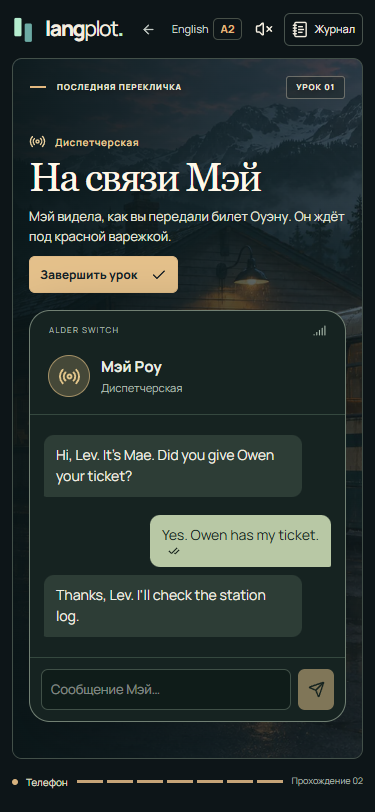 langplot.
English A2 Журнал
ПОСЛЕДНЯЯ ПЕРЕКЛИЧКА
УРОК 01
Диспетчерская
На связи Мэй
Мэй видела, как вы передали билет Оуэну. Он ждёт
под красной варежкой.
Завершить урок
ALDER SWITCH
Мэй Роу
Диспетчерская
Hi, Lev. It's Mae. Did you give Owen
your ticket?
Yes. Owen has my ticket.
Thanks, Lev. I'll check the station
log.
Сообщение Мэй...
Телефон
Прохождение 02